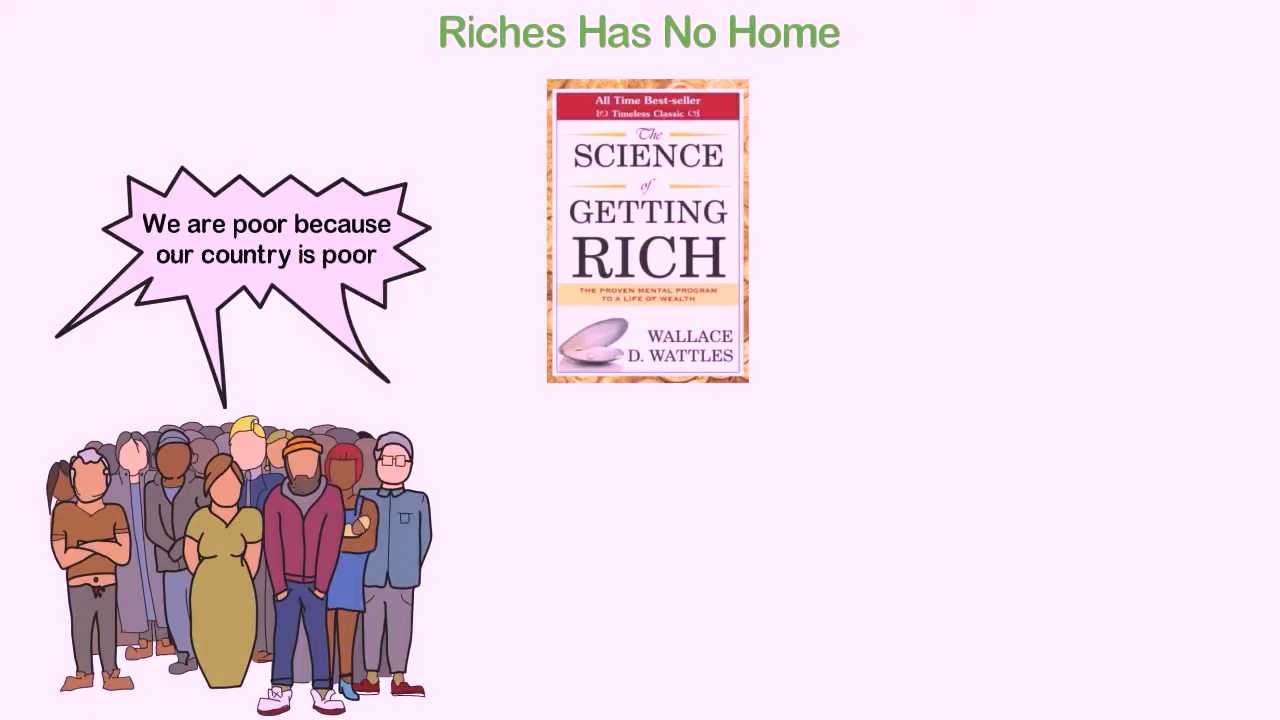 Riches Has No Home
All Time Best-seller
Timeless Classic
The
SCIENCE
of
GETTING
RICH
THE PROVEN MENTAL PROGRAM
TO A LIFE OF WEALTH
WALLACE
D. WATTLES
We are poor because
our country is poor